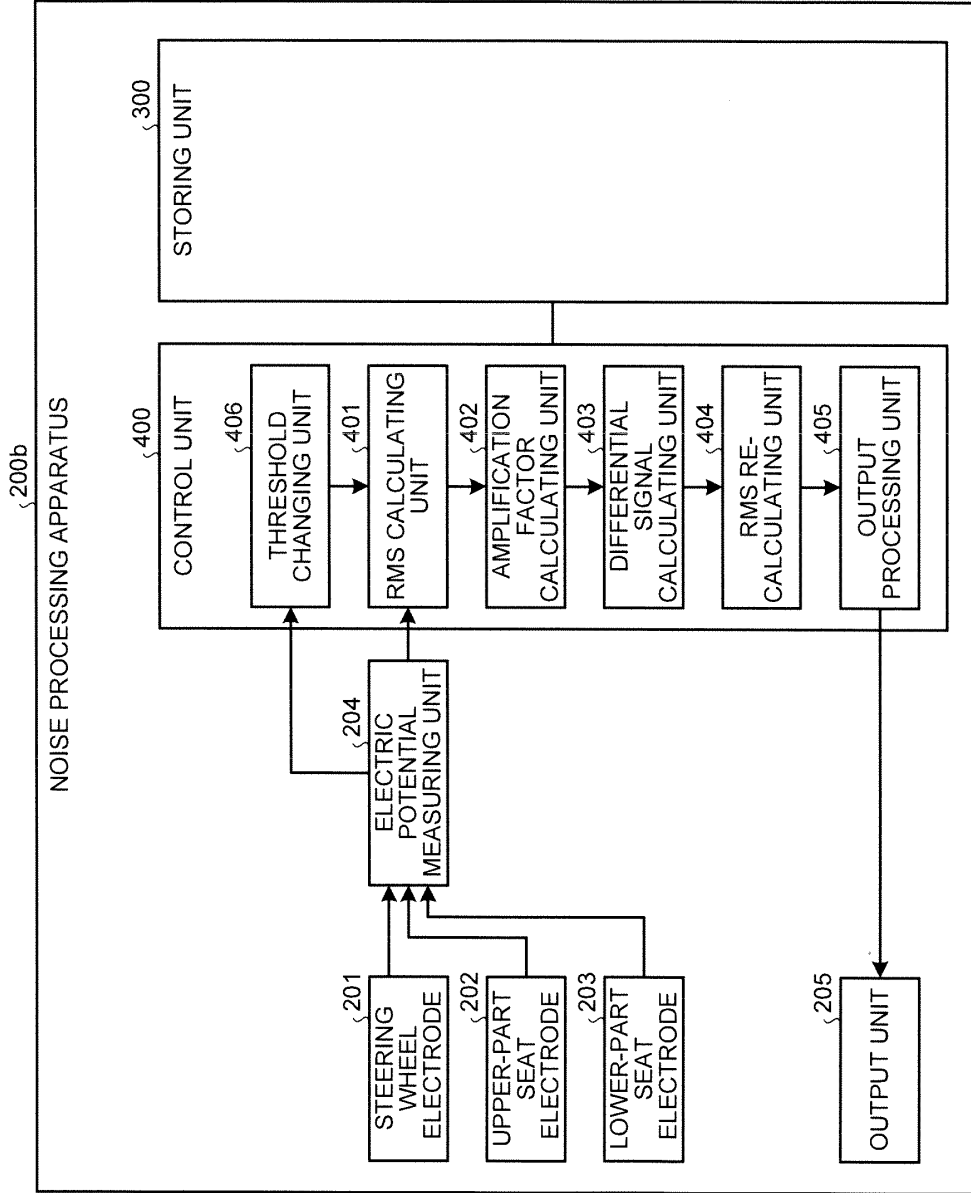 200b
NOISE PROCESSING APPARATUS
201
STEERING
WHEEL
ELECTRODE
202
UPPER-PART
SEAT
ELECTRODE
203
LOWER-PART
SEAT
ELECTRODE
205
OUTPUT UNIT
204
ELECTRIC
POTENTIAL
MEASURING UNIT
400
CONTROL UNIT
406
THRESHOLD
CHANGING UNIT
401
RMS CALCULATING
UNIT
402
AMPLIFICATION
FACTOR
CALCULATING UNIT
403
DIFFERENTIAL
SIGNAL
CALCULATING UNIT
404
RMS RE-
CALCULATING UNIT
405
OUTPUT
PROCESSING UNIT
300
STORING UNIT